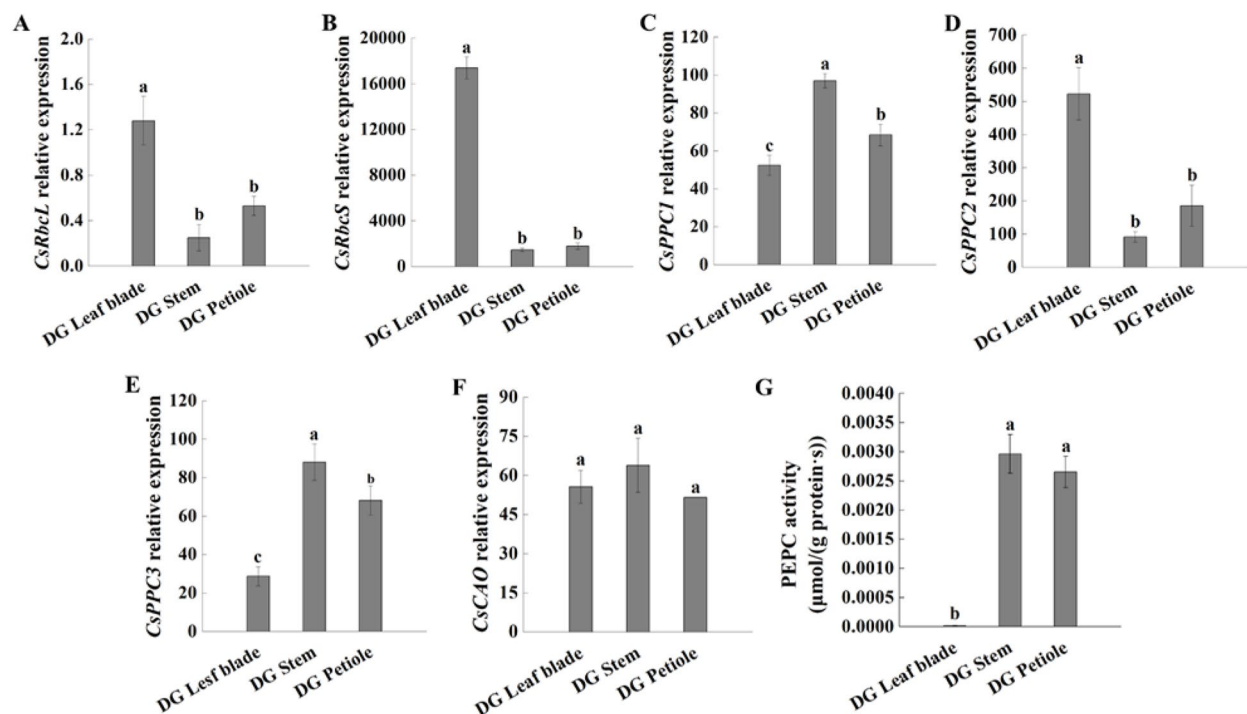 A
CsRbcL relative expression
2.0
1.6
1.2
0.8
0.4
0.0
a
b
b
DG Leaf blade
DG Stem
DG Petiole
B
CsRbcS relative expression
20000
16000
12000
8000
4000
0
a
b
b
DG Leaf blade
DG Stem
DG Petiole
C
CsPPC1 relative expression
120
100
80
60
40
20
0
c
a
b
DG Leaf blade
DG Stem
DG Petiole
D
CsPPC2 relative expression
700
600
500
400
300
200
100
0
a
b
b
DG Leaf blade
DG Stem
DG Petiole
E
CsPPC3 relative expression
120
100
80
60
40
20
0
c
a
b
DG Lesf blade
DG Stem
DG Petiole
F
CsCAO relative expression
90
75
60
45
30
15
0
a
a
a
DG Leaf blade
DG Stem
DG Petiole
G
PEPC activity
(μmol/(g protein·s))
0.0040
0.0035
0.0030
0.0025
0.0020
0.0015
0.0010
0.0005
0.0000
b
a
a
DG Leaf blade
DG Stem
DG Petiole